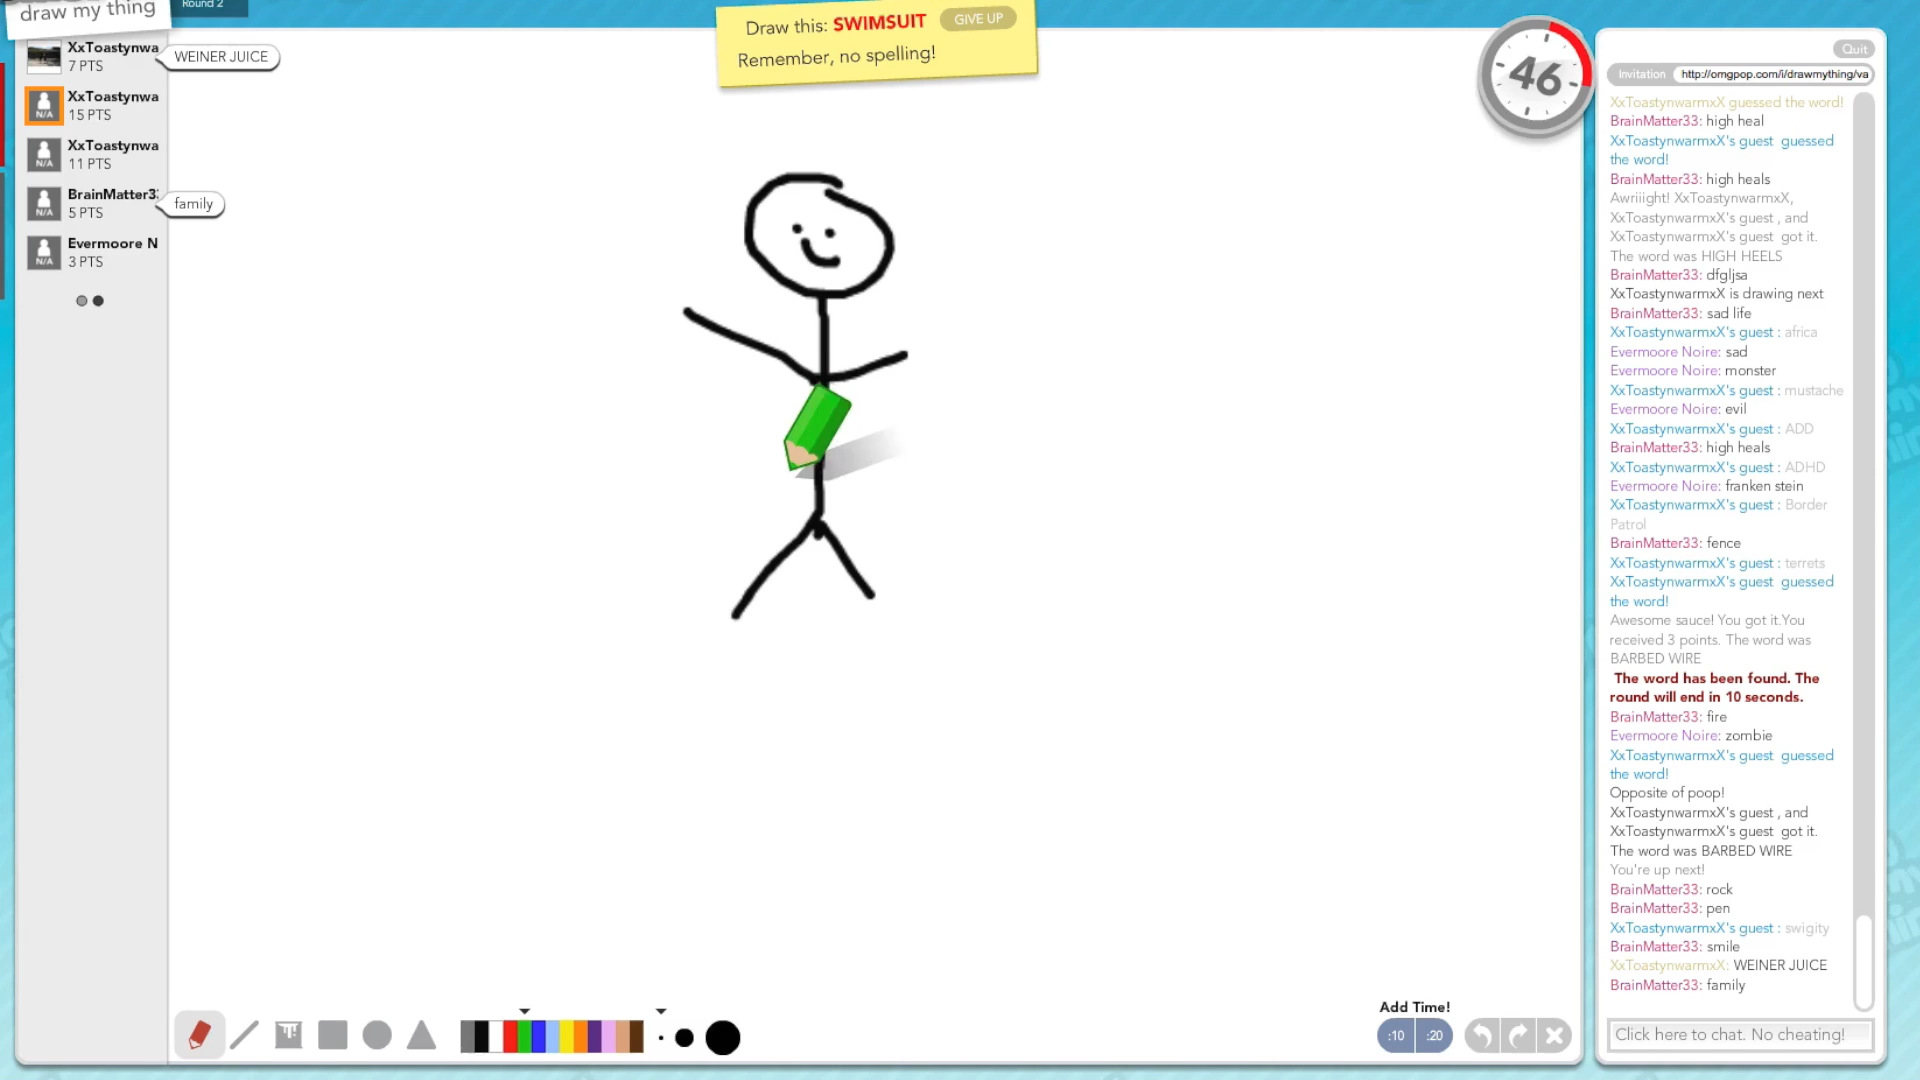 draw my thing
Round 2
Draw this: SWIMSUIT
GIVE UP
Remember, no spelling!
46
XxToastynwa
7 PTS
WEINER JUICE
XxToastynwa
15 PTS
N/A
XxToastynwa
11 PTS
N/A
BrainMatter3
5 PTS
N/A
family
Evermoore N
3 PTS
N/A
Quit
Invitation
http://omgpop.com/i/drawmything/va
XxToastynwarmxX guessed the word!
BrainMatter33: high heal
XxToastynwarmxX's guest guessed
the word!
BrainMatter33: high heals
Awriiight! XxToastynwarmxX,
XxToastynwarmxX's guest , and
XxToastynwarmxX's guest got it.
The word was HIGH HEELS
BrainMatter33: dfgljsa
XxToastynwarmxX is drawing next
BrainMatter33: sad life
XxToastynwarmxX's guest : africa
Evermoore Noire: sad
Evermoore Noire: monster
XxToastynwarmxX's guest : mustache
Evermoore Noire: evil
XxToastynwarmxX's guest : ADD
BrainMatter33: high heals
XxToastynwarmxX's guest : ADHD
Evermoore Noire: franken stein
XxToastynwarmxX's guest : Border
Patrol
BrainMatter33: fence
XxToastynwarmxX's guest : terrets
XxToastynwarmxX's guest guessed
the word!
Awesome sauce! You got it.You
received 3 points. The word was
BARBED WIRE
The word has been found. The
round will end in 10 seconds.
BrainMatter33: fire
Evermoore Noire: zombie
XxToastynwarmxX's guest guessed
the word!
Opposite of poop!
XxToastynwarmxX's guest , and
XxToastynwarmxX's guest got it.
The word was BARBED WIRE
You're up next!
BrainMatter33: rock
BrainMatter33: pen
XxToastynwarmxX's guest : swigity
BrainMatter33: smile
XxToastynwarmxX: WEINER JUICE
BrainMatter33: family
Click here to chat. No cheating!
Add Time!
:10
:20